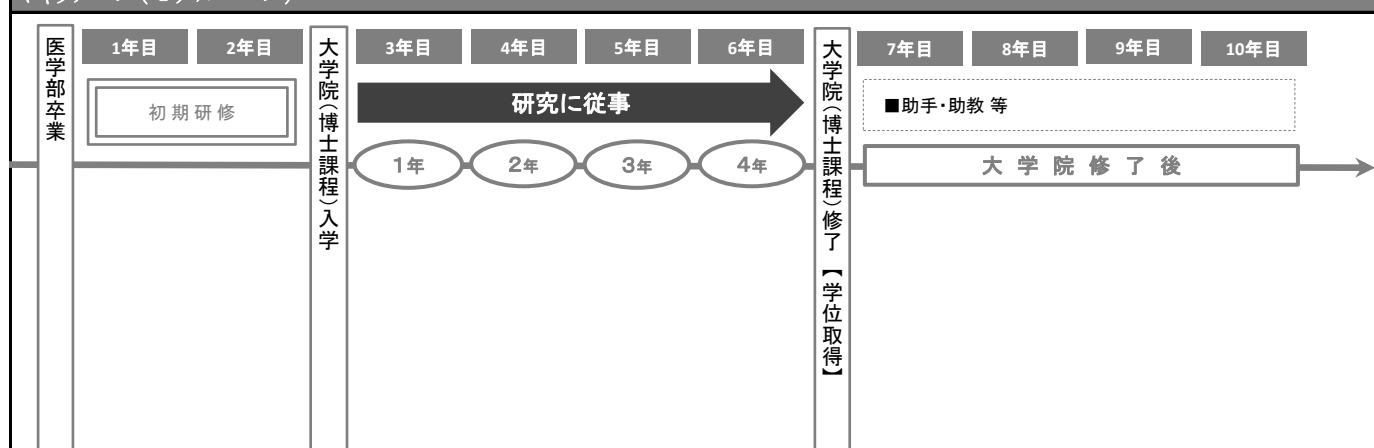 医学部卒業
1年目
2年目
初期研修
大学院（博士課程）入学
3年目
4年目
5年目
6年目
研究に従事
1年
2年
3年
4年
大学院（博士課程）修了 【学位取得】
7年目
8年目
9年目
10年目
■助手・助教 等
大学院修了後